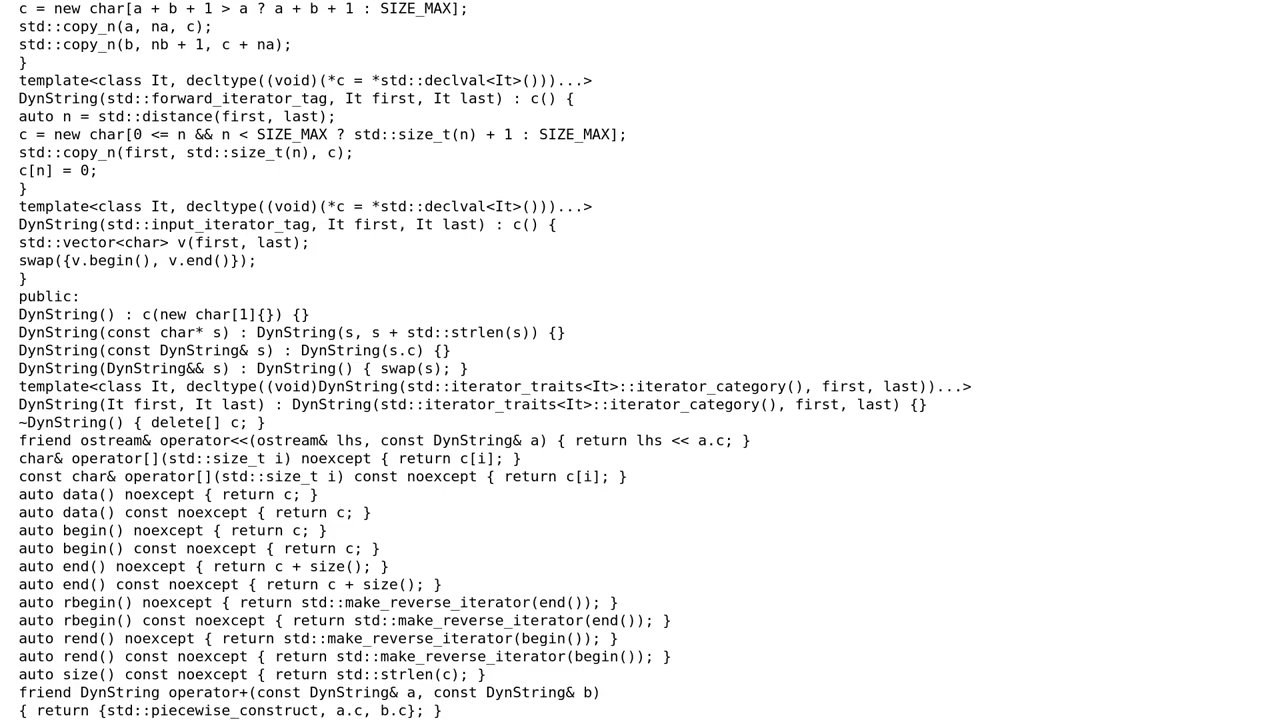 c = new char[a + b + 1 > a ? a + b + 1 : SIZE_MAX];
std::copy_n(a, na, c);
std::copy_n(b, nb + 1, c + na);
}
template<class It, decltype((void)(*c = *std::declval<It>()))...>
DynString(std::forward_iterator_tag, It first, It last) : c() {
auto n = std::distance(first, last);
c = new char[0 <= n && n < SIZE_MAX ? std::size_t(n) + 1 : SIZE_MAX];
std::copy_n(first, std::size_t(n), c);
c[n] = 0;
}
template<class It, decltype((void)(*c = *std::declval<It>()))...>
DynString(std::input_iterator_tag, It first, It last) : c() {
std::vector<char> v(first, last);
swap({v.begin(), v.end()});
}
public:
DynString() : c(new char[1]{}) {}
DynString(const char* s) : DynString(s, s + std::strlen(s)) {}
DynString(const DynString& s) : DynString(s.c) {}
DynString(DynString&& s) : DynString() { swap(s); }
template<class It, decltype((void)DynString(std::iterator_traits<It>::iterator_category(), first, last))...>
DynString(It first, It last) : DynString(std::iterator_traits<It>::iterator_category(), first, last) {}
~DynString() { delete[] c; }
friend ostream& operator<<(ostream& lhs, const DynString& a) { return lhs << a.c; }
char& operator[](std::size_t i) noexcept { return c[i]; }
const char& operator[](std::size_t i) const noexcept { return c[i]; }
auto data() noexcept { return c; }
auto data() const noexcept { return c; }
auto begin() noexcept { return c; }
auto begin() const noexcept { return c; }
auto end() noexcept { return c + size(); }
auto end() const noexcept { return c + size(); }
auto rbegin() noexcept { return std::make_reverse_iterator(end()); }
auto rbegin() const noexcept { return std::make_reverse_iterator(end()); }
auto rend() noexcept { return std::make_reverse_iterator(begin()); }
auto rend() const noexcept { return std::make_reverse_iterator(begin()); }
auto size() const noexcept { return std::strlen(c); }
friend DynString operator+(const DynString& a, const DynString& b)
{ return {std::piecewise_construct, a.c, b.c}; }